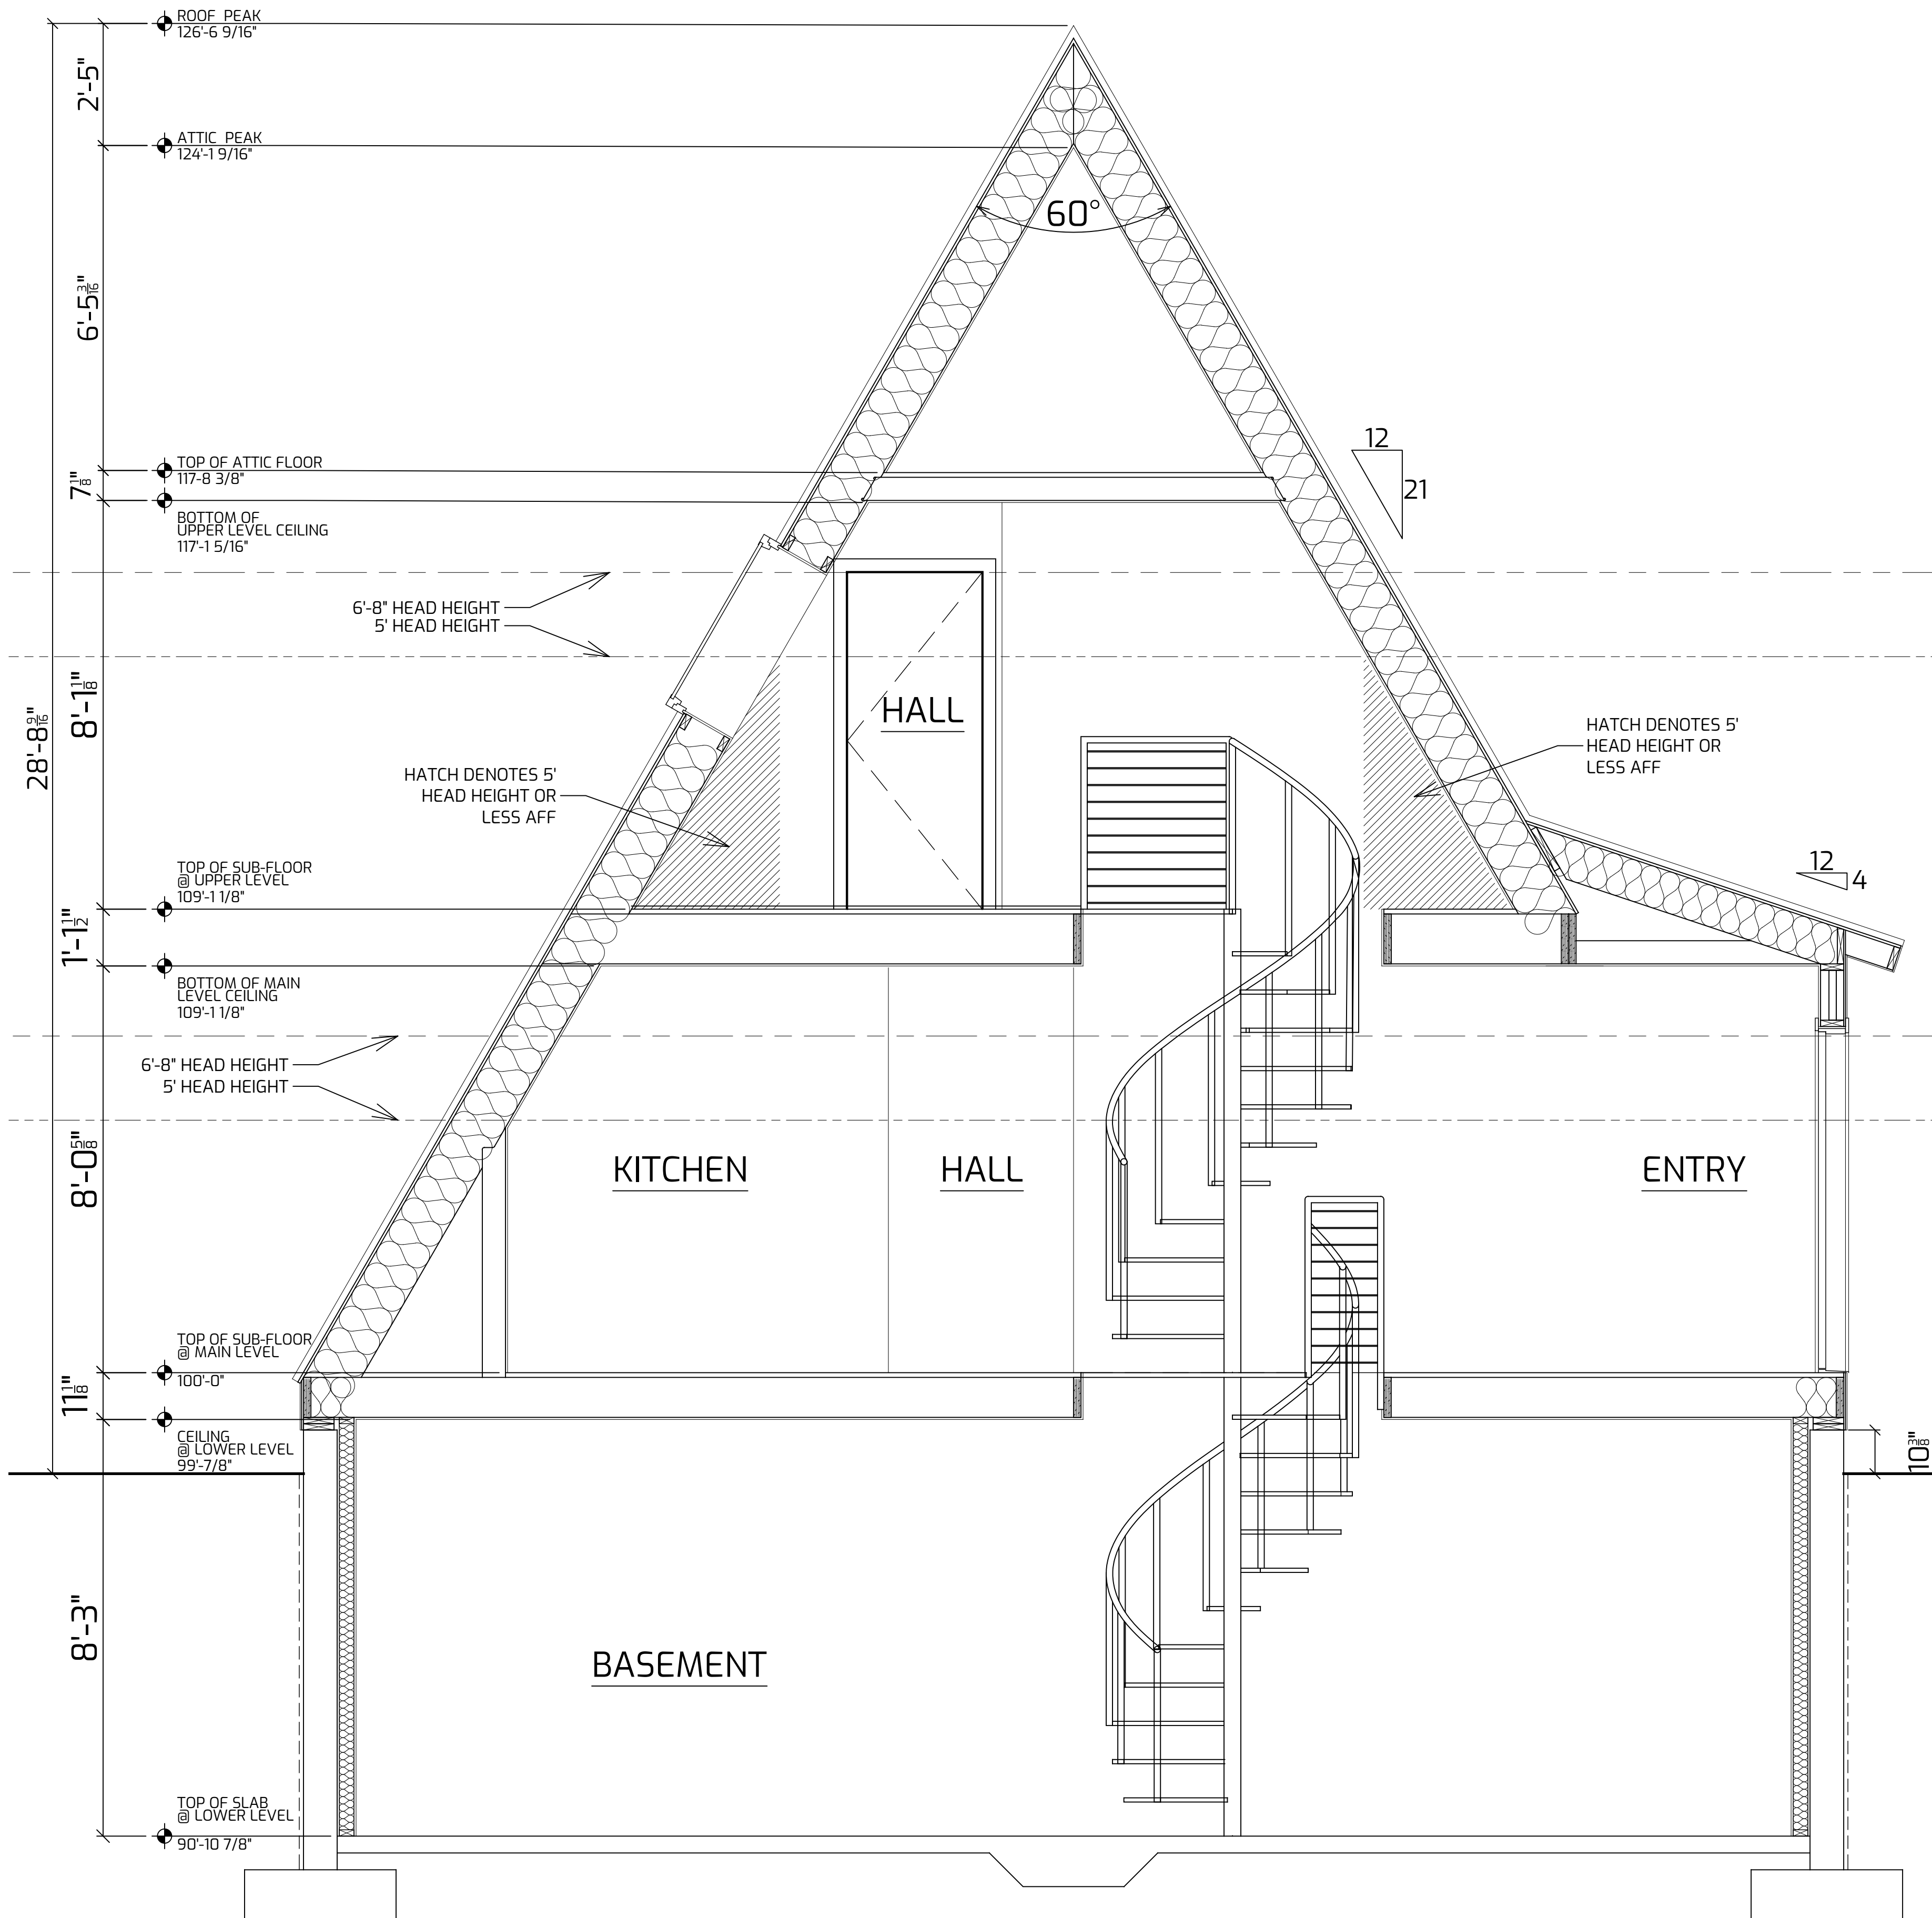 ROOF PEAK
126'-6 9/16"
2'-5"
ATTIC PEAK
124'-1 9/16"
60°
6'-5 3/16"
12
21
TOP OF ATTIC FLOOR
117-8 3/8"
7 1/8"
BOTTOM OF
UPPER LEVEL CEILING
117'-1 5/16"
6'-8" HEAD HEIGHT
5' HEAD HEIGHT
8'-1 1/8"
28'-8 9/16"
HALL
HATCH DENOTES 5'
HEAD HEIGHT OR
LESS AFF
HATCH DENOTES 5'
HEAD HEIGHT OR
LESS AFF
12
4
TOP OF SUB-FLOOR
@ UPPER LEVEL
109'-1 1/8"
1'-1 1/2"
BOTTOM OF MAIN
LEVEL CEILING
109'-1 1/8"
6'-8" HEAD HEIGHT
5' HEAD HEIGHT
8'-0 5/8"
KITCHEN
HALL
ENTRY
TOP OF SUB-FLOOR
@ MAIN LEVEL
100'-0"
11 1/8"
CEILING
@ LOWER LEVEL
99'-7/8"
10 3/8"
8'-3"
BASEMENT
TOP OF SLAB
@ LOWER LEVEL
90'-10 7/8"